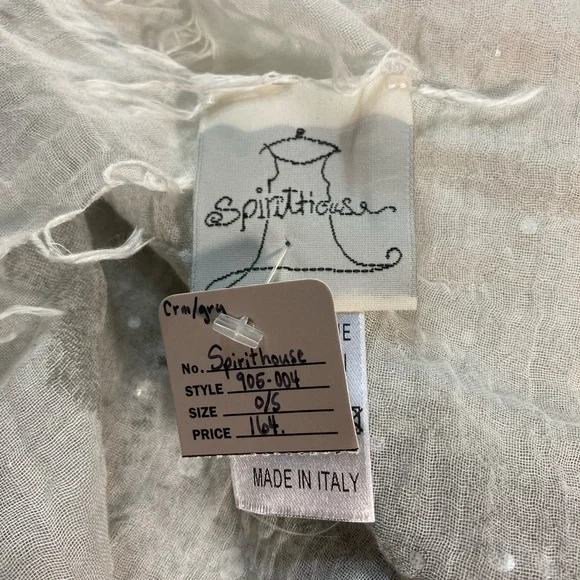 Spirithouse
Crm/gry
No. Spirithouse
STYLE 905-004
SIZE O/S
PRICE 164.
MADE IN ITALY